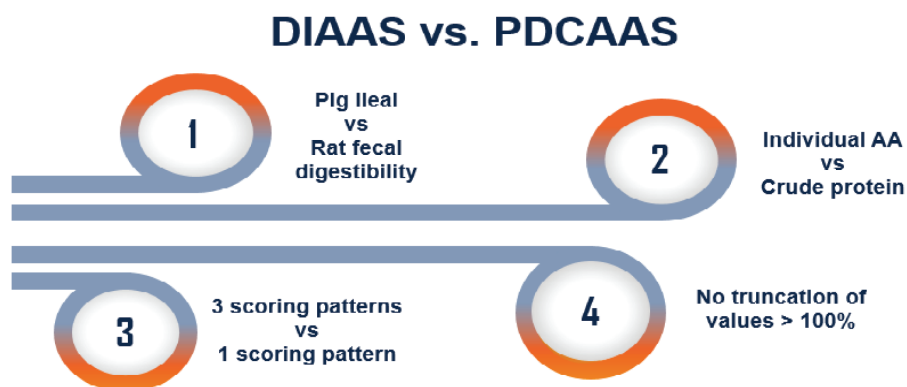 DIAAS vs. PDCAAS
1
Pig Ileal
vs
Rat fecal
digestibility
2
Individual AA
vs
Crude protein
3
3 scoring patterns
vs
1 scoring pattern
4
No truncation of
values > 100%